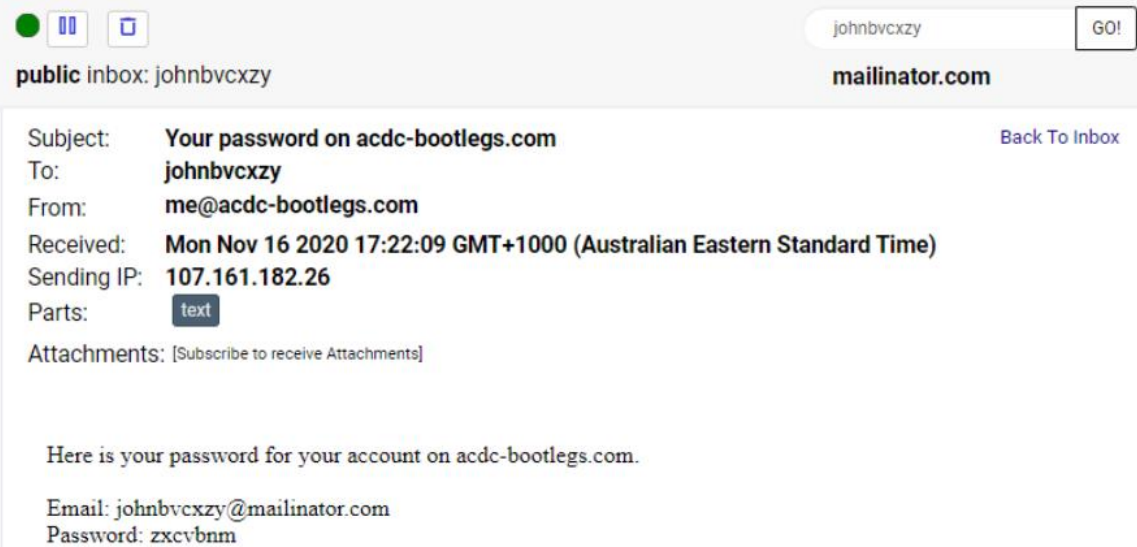 johnbvcxzy GO!
public inbox: johnbvcxzy mailinator.com
Subject: Your password on acdc-bootlegs.com Back To Inbox
To: johnbvcxzy
From: me@acdc-bootlegs.com
Received: Mon Nov 16 2020 17:22:09 GMT+1000 (Australian Eastern Standard Time)
Sending IP: 107.161.182.26
Parts: text
Attachments: [Subscribe to receive Attachments]
Here is your password for your account on acdc-bootlegs.com.
Email: johnbvcxzy@mailinator.com
Password: zxcvbnm